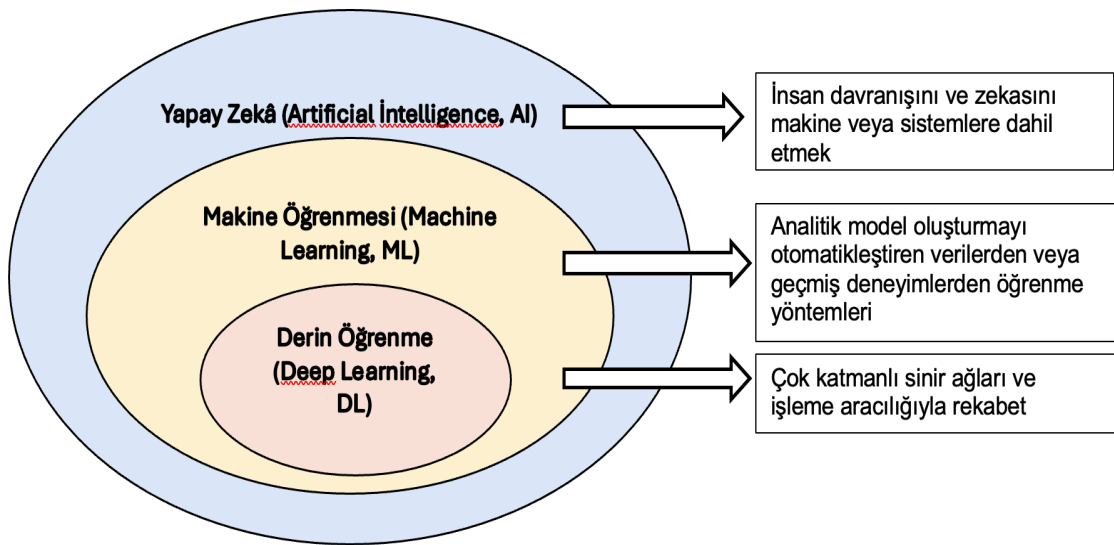 Yapay Zekâ (Artificial İntelligence, AI)
İnsan davranışını ve zekasını
makine veya sistemlere dahil
etmek
Makine Öğrenmesi (Machine
Learning, ML)
Analitik model oluşturmayı
otomatikleştiren verilerden veya
geçmiş deneyimlerden öğrenme
yöntemleri
Derin Öğrenme
(Deep Learning,
DL)
Çok katmanlı sinir ağları ve
işleme aracılığıyla rekabet